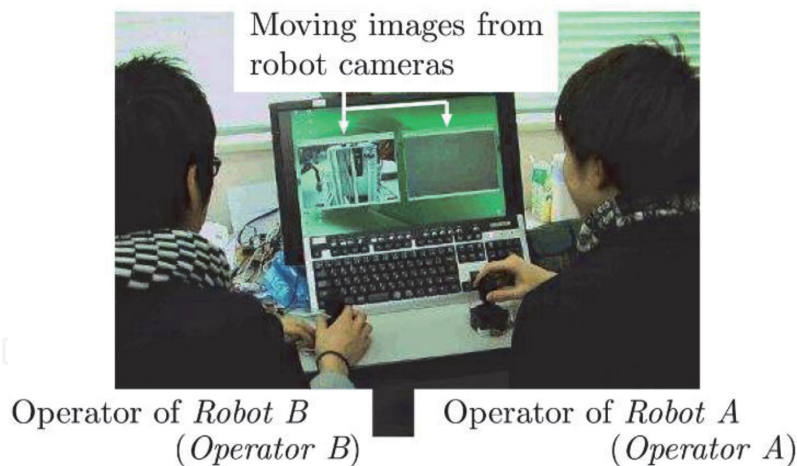 Moving images from
robot cameras
Operator of Robot B
(Operator B)
Operator of Robot A
(Operator A)